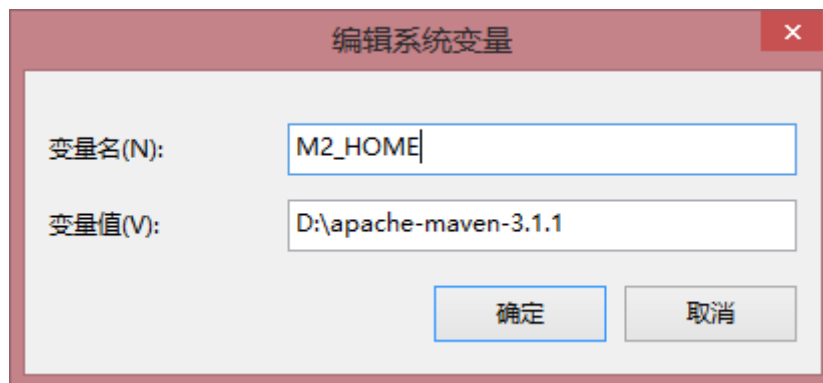 编辑系统变量
变量名(N): M2_HOME
变量值(V): D:\apache-maven-3.1.1
确定 取消